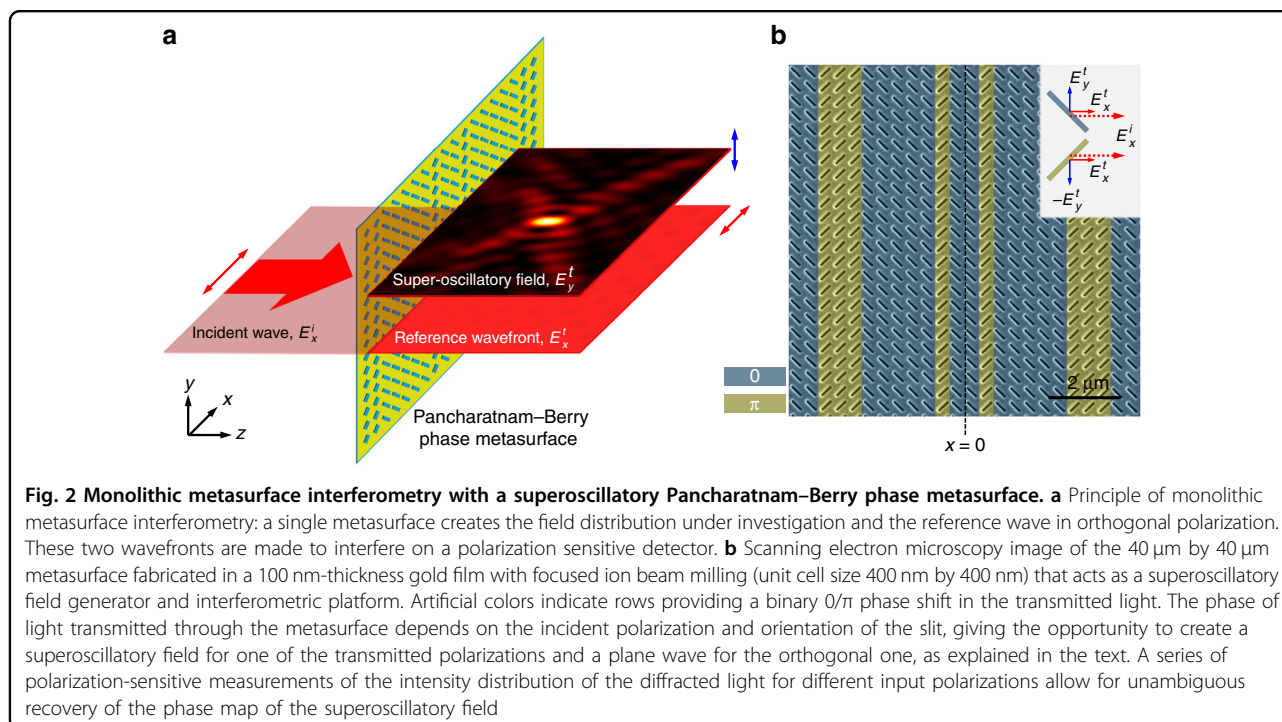 a
Super-oscillatory field, E_y^t
Incident wave, E_x^i
Reference wavefront, E_x^t
y
x
z
Pancharatnam–Berry
phase metasurface
b
E_y^t
E_x^t
E_x^i
E_x^t
–E_y^t
0
π
2 μm
x = 0
Fig. 2 Monolithic metasurface interferometry with a superoscillatory Pancharatnam–Berry phase metasurface. a Principle of monolithic
metasurface interferometry: a single metasurface creates the field distribution under investigation and the reference wave in orthogonal polarization.
These two wavefronts are made to interfere on a polarization sensitive detector. b Scanning electron microscopy image of the 40 μm by 40 μm
metasurface fabricated in a 100 nm-thickness gold film with focused ion beam milling (unit cell size 400 nm by 400 nm) that acts as a superoscillatory
field generator and interferometric platform. Artificial colors indicate rows providing a binary 0/π phase shift in the transmitted light. The phase of
light transmitted through the metasurface depends on the incident polarization and orientation of the slit, giving the opportunity to create a
superoscillatory field for one of the transmitted polarizations and a plane wave for the orthogonal one, as explained in the text. A series of
polarization-sensitive measurements of the intensity distribution of the diffracted light for different input polarizations allow for unambiguous
recovery of the phase map of the superoscillatory field